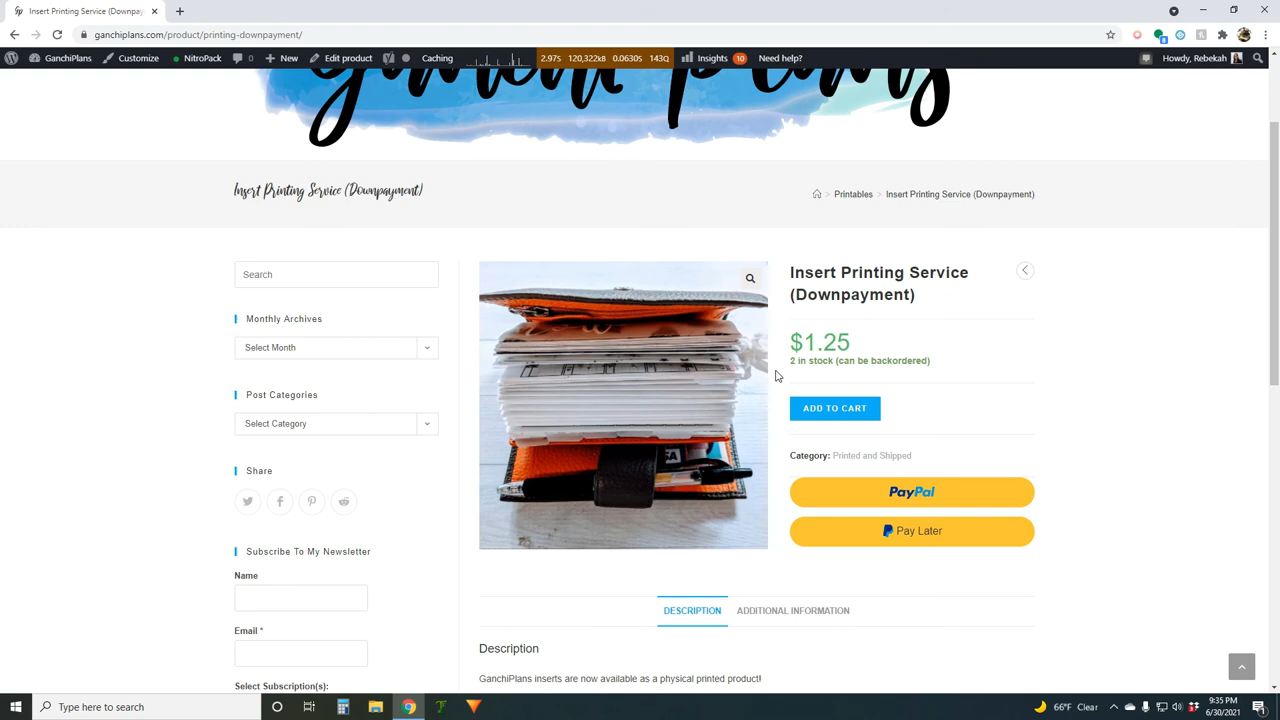 Insert Printing Service (Downpay
ganchiplans.com/product/printing-downpayment/
GanchiPlans
Customize
NitroPack
0
New
Edit product
Caching
2.97S 120,322KB 0.0630S 143Q
Insights 10
Need help?
Howdy, Rebekah
ganchi plans
Insert Printing Service (Downpayment)
> Printables > Insert Printing Service (Downpayment)
Search
Monthly Archives
Select Month
Post Categories
Select Category
Share
Subscribe To My Newsletter
Name
Email *
Select Subscription(s):
Insert Printing Service
(Downpayment)
$1.25
2 in stock (can be backordered)
ADD TO CART
Category: Printed and Shipped
PayPal
Pay Later
DESCRIPTION
ADDITIONAL INFORMATION
Description
GanchiPlans inserts are now available as a physical printed product!
Type here to search
66°F Clear
9:35 PM
6/30/2021